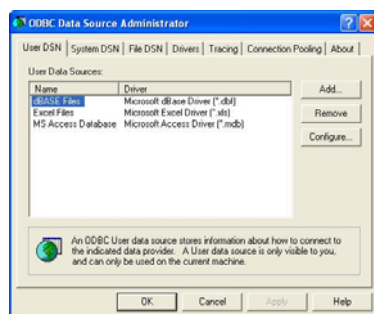 ODBC Data Source Administrator
User DSN System DSN File DSN Drivers Tracing Connection Pooling About
User Data Sources:
Name Driver Add...
dBASE Files Microsoft dBase Driver (*.dbf)
Excel Files Microsoft Excel Driver (*.xls) Remove
MS Access Database Microsoft Access Driver (*.mdb)
Configure...
An ODBC User data source stores information about how to connect to
the indicated data provider. A User data source is only visible to you,
and can only be used on the current machine.
OK Cancel Apply Help